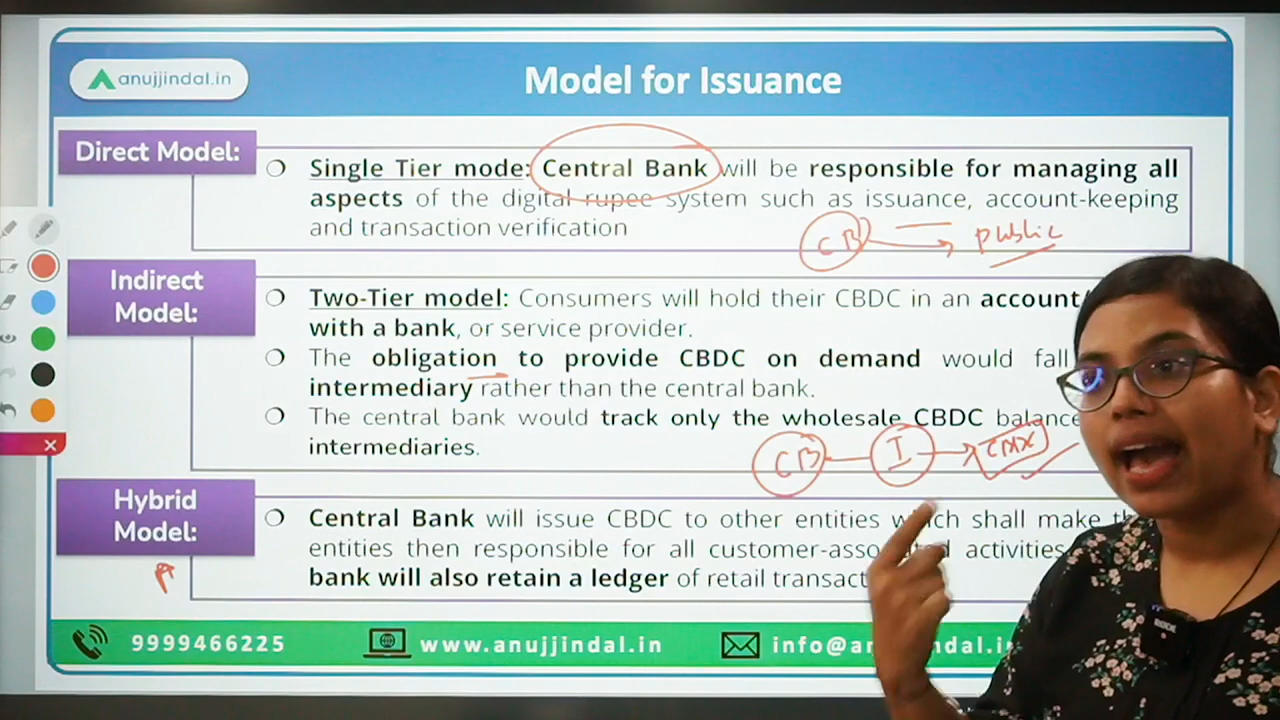 anujjindal.in
Model for Issuance
Direct Model:
Single Tier mode: Central Bank will be responsible for managing all
aspects of the digital rupee system such as issuance, account-keeping
and transaction verification
CB public
Indirect
Model:
Two-Tier model: Consumers will hold their CBDC in an account/
with a bank, or service provider.
The obligation to provide CBDC on demand would fall
intermediary rather than the central bank.
The central bank would track only the wholesale CBDC
intermediaries.
CB I
Hybrid
Model:
Central Bank will issue CBDC to other entities which shall make
entities then responsible for all customer-associated activities
bank will also retain a ledger of retail
9999466225 www.anujjindal.in